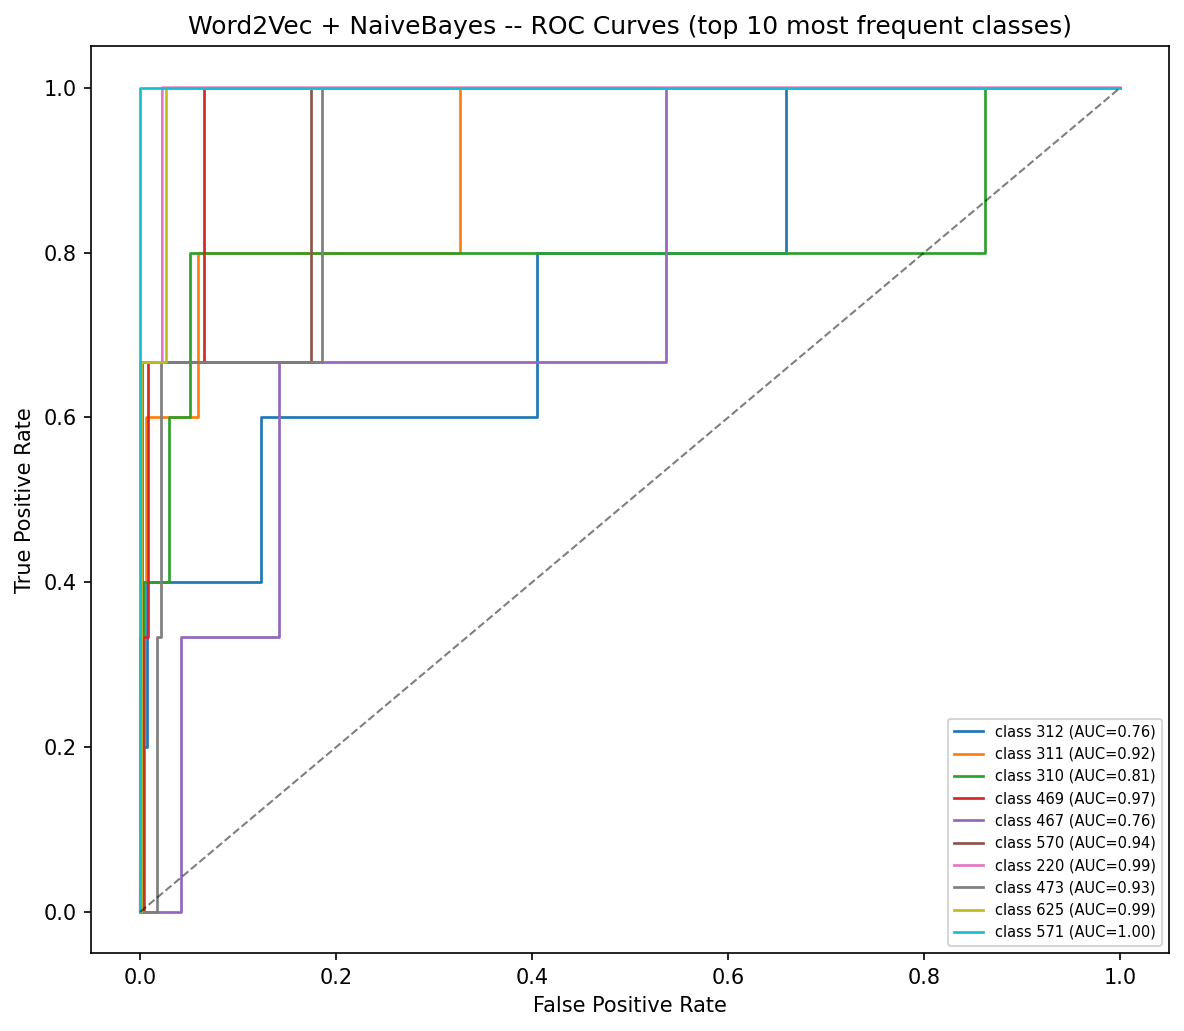 Word2Vec + NaiveBayes -- ROC Curves (top 10 most frequent classes)
True Positive Rate
1.0
0.8
0.6
0.4
0.2
0.0
0.0 0.2 0.4 0.6 0.8 1.0
False Positive Rate
class 312 (AUC=0.76)
class 311 (AUC=0.92)
class 310 (AUC=0.81)
class 469 (AUC=0.97)
class 467 (AUC=0.76)
class 570 (AUC=0.94)
class 220 (AUC=0.99)
class 473 (AUC=0.93)
class 625 (AUC=0.99)
class 571 (AUC=1.00)